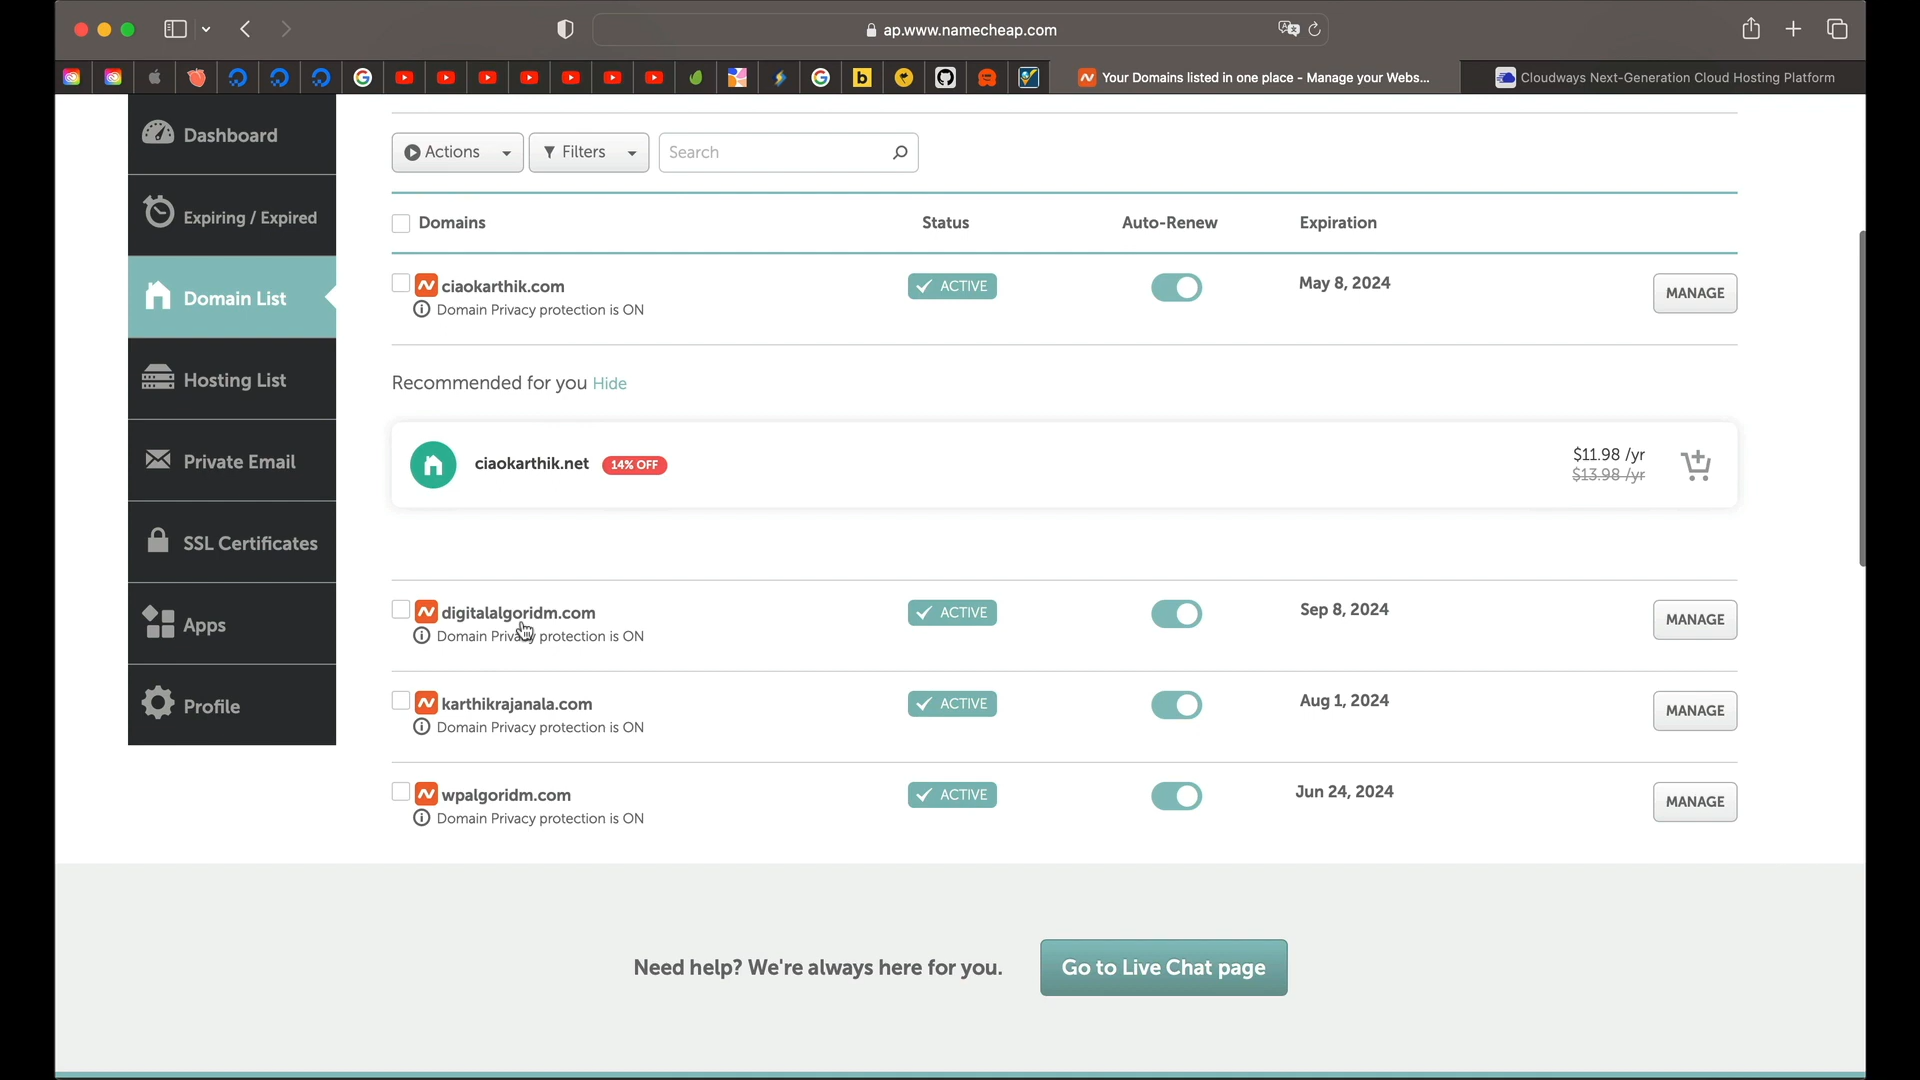 ap.www.namecheap.com
Your Domains listed in one place - Manage your Webs...
Cloudways Next-Generation Cloud Hosting Platform
Dashboard
Expiring / Expired
Domain List
Hosting List
Private Email
SSL Certificates
Apps
Profile
Actions Filters Search
Domains Status Auto-Renew Expiration
ciaokarthik.com ACTIVE May 8, 2024 MANAGE
Domain Privacy protection is ON
Recommended for you Hide
ciaokarthik.net 14% OFF $11.98 /yr
$13.98 /yr
digitalalgoridm.com ACTIVE Sep 8, 2024 MANAGE
Domain Privacy protection is ON
karthikrajanala.com ACTIVE Aug 1, 2024 MANAGE
Domain Privacy protection is ON
wpalgoridm.com ACTIVE Jun 24, 2024 MANAGE
Domain Privacy protection is ON
Need help? We're always here for you. Go to Live Chat page